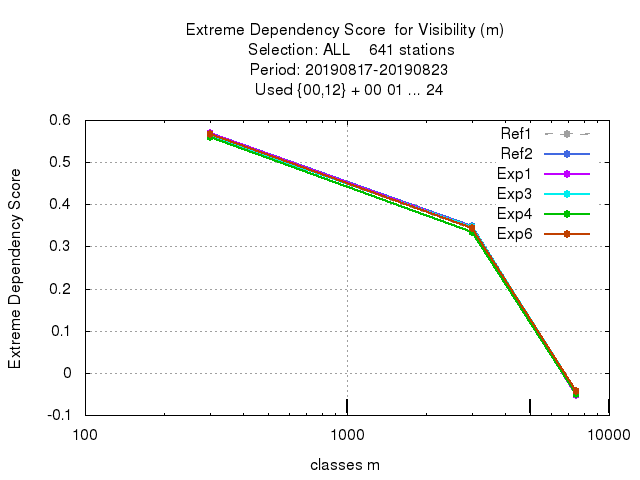 Extreme Dependency Score  for Visibility (m)
Selection: ALL    641 stations
Period: 20190817-20190823
Used {00,12} + 00 01 ... 24
Extreme Dependency Score
0.6
0.5
0.4
0.3
0.2
0.1
0
-0.1
Ref1
Ref2
Exp1
Exp3
Exp4
Exp6
100
1000
10000
classes m